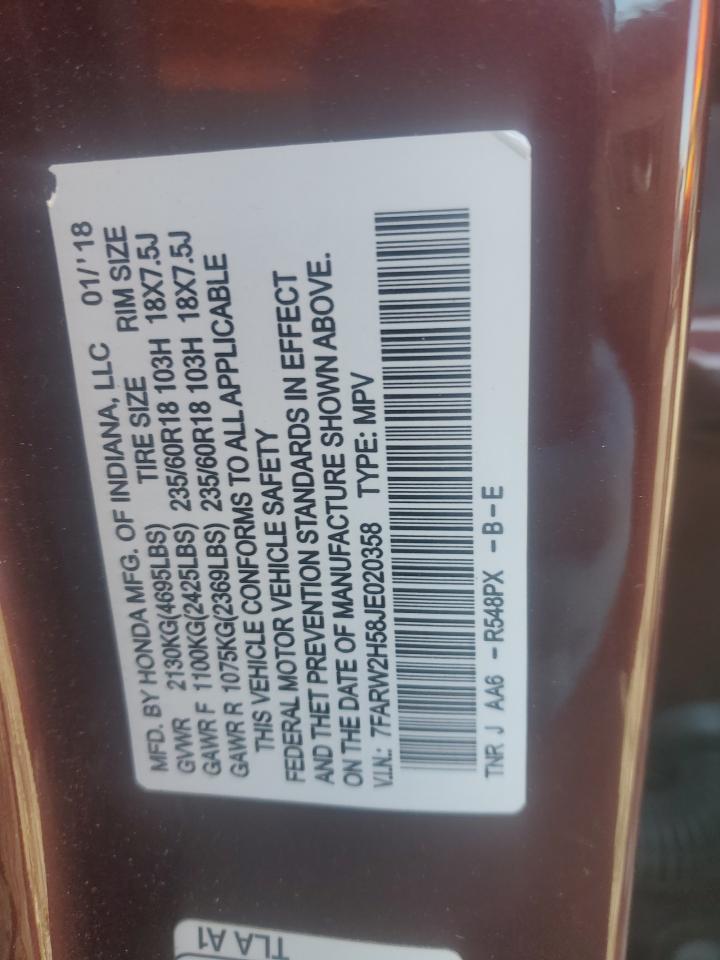 MFD. BY HONDA MFG. OF INDIANA, LLC 01/'18
TIRE SIZE RIM SIZE
GVWR 2130KG(4695LBS)
GAWR F 1100KG(2425LBS) 235/60R18 103H 18X7.5J
GAWR R 1075KG(2369LBS) 235/60R18 103H 18X7.5J
THIS VEHICLE CONFORMS TO ALL APPLICABLE
FEDERAL MOTOR VEHICLE SAFETY
AND THET PREVENTION STANDARDS IN EFFECT
ON THE DATE OF MANUFACTURE SHOWN ABOVE.
V.I.N.: 7FARW2H58JE020358 TYPE: MPV
TNR J AA6 -R548PX -B-E
TLA A1